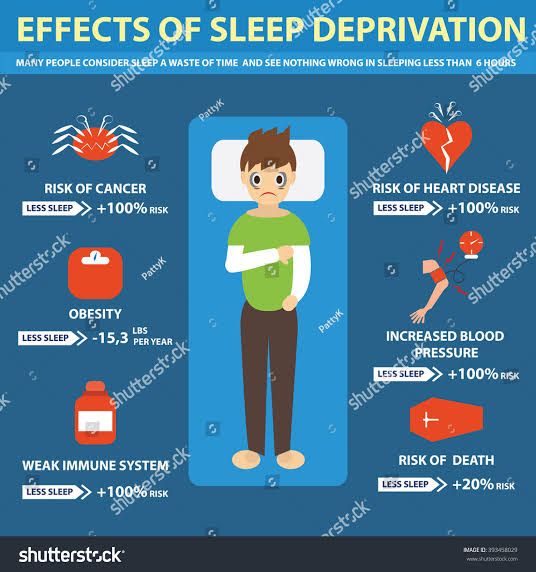 EFFECTS OF SLEEP DEPRIVATION
MANY PEOPLE CONSIDER SLEEP A WASTE OF TIME AND SEE NOTHING WRONG IN SLEEPING LESS THAN 6 HOURS
RISK OF CANCER
LESS SLEEP +100% RISK
OBESITY
LESS SLEEP -15,3 LBS PER YEAR
WEAK IMMUNE SYSTEM
LESS SLEEP +100% RISK
RISK OF HEART DISEASE
LESS SLEEP +100% RISK
INCREASED BLOOD
PRESSURE
LESS SLEEP +100% RISK
RISK OF DEATH
LESS SLEEP +20% RISK
shutterstock
PattyK
shutterstock
IMAGE ID: 393458029
www.shutterstock.com